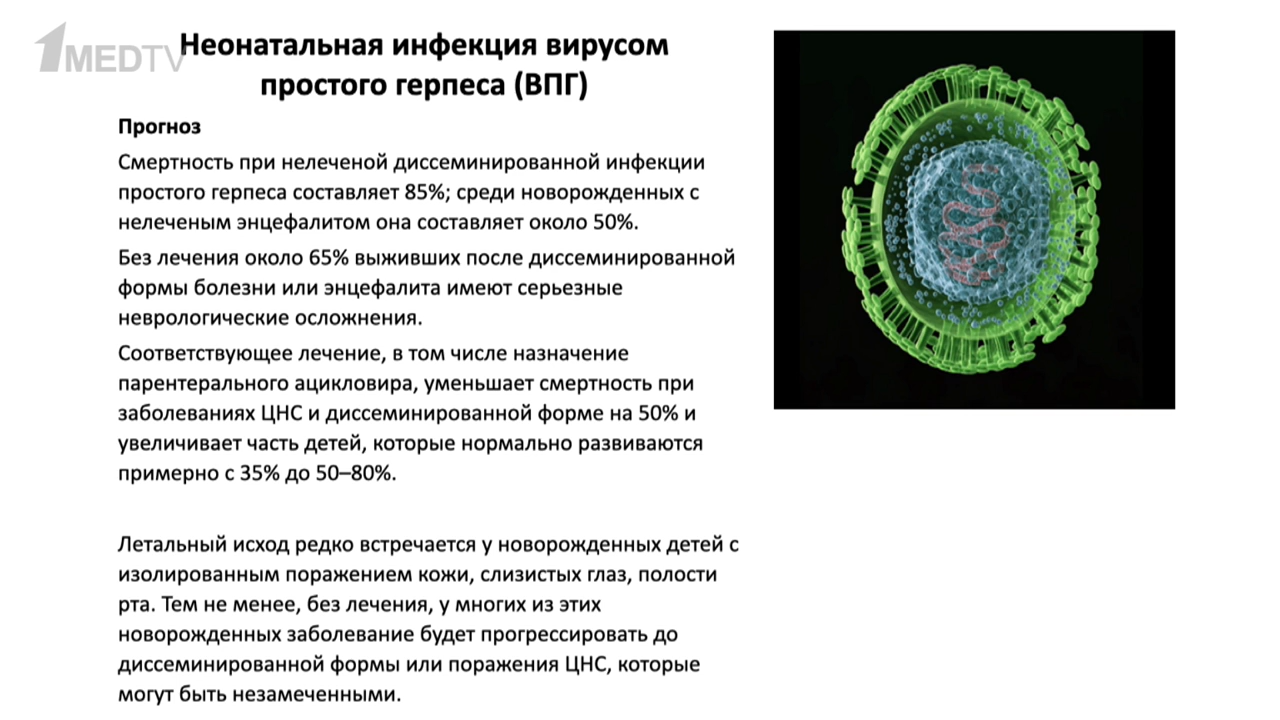 1MEDTV
Неонатальная инфекция вирусом
простого герпеса (ВПГ)
Прогноз
Смертность при нелеченой диссеминированной инфекции
простого герпеса составляет 85%; среди новорожденных с
нелеченым энцефалитом она составляет около 50%.
Без лечения около 65% выживших после диссеминированной
формы болезни или энцефалита имеют серьезные
неврологические осложнения.
Соответствующее лечение, в том числе назначение
парентерального ацикловира, уменьшает смертность при
заболеваниях ЦНС и диссеминированной форме на 50% и
увеличивает часть детей, которые нормально развиваются
примерно с 35% до 50–80%.
Летальный исход редко встречается у новорожденных детей с
изолированным поражением кожи, слизистых глаз, полости
рта. Тем не менее, без лечения, у многих из этих
новорожденных заболевание будет прогрессировать до
диссеминированной формы или поражения ЦНС, которые
могут быть незамеченными.